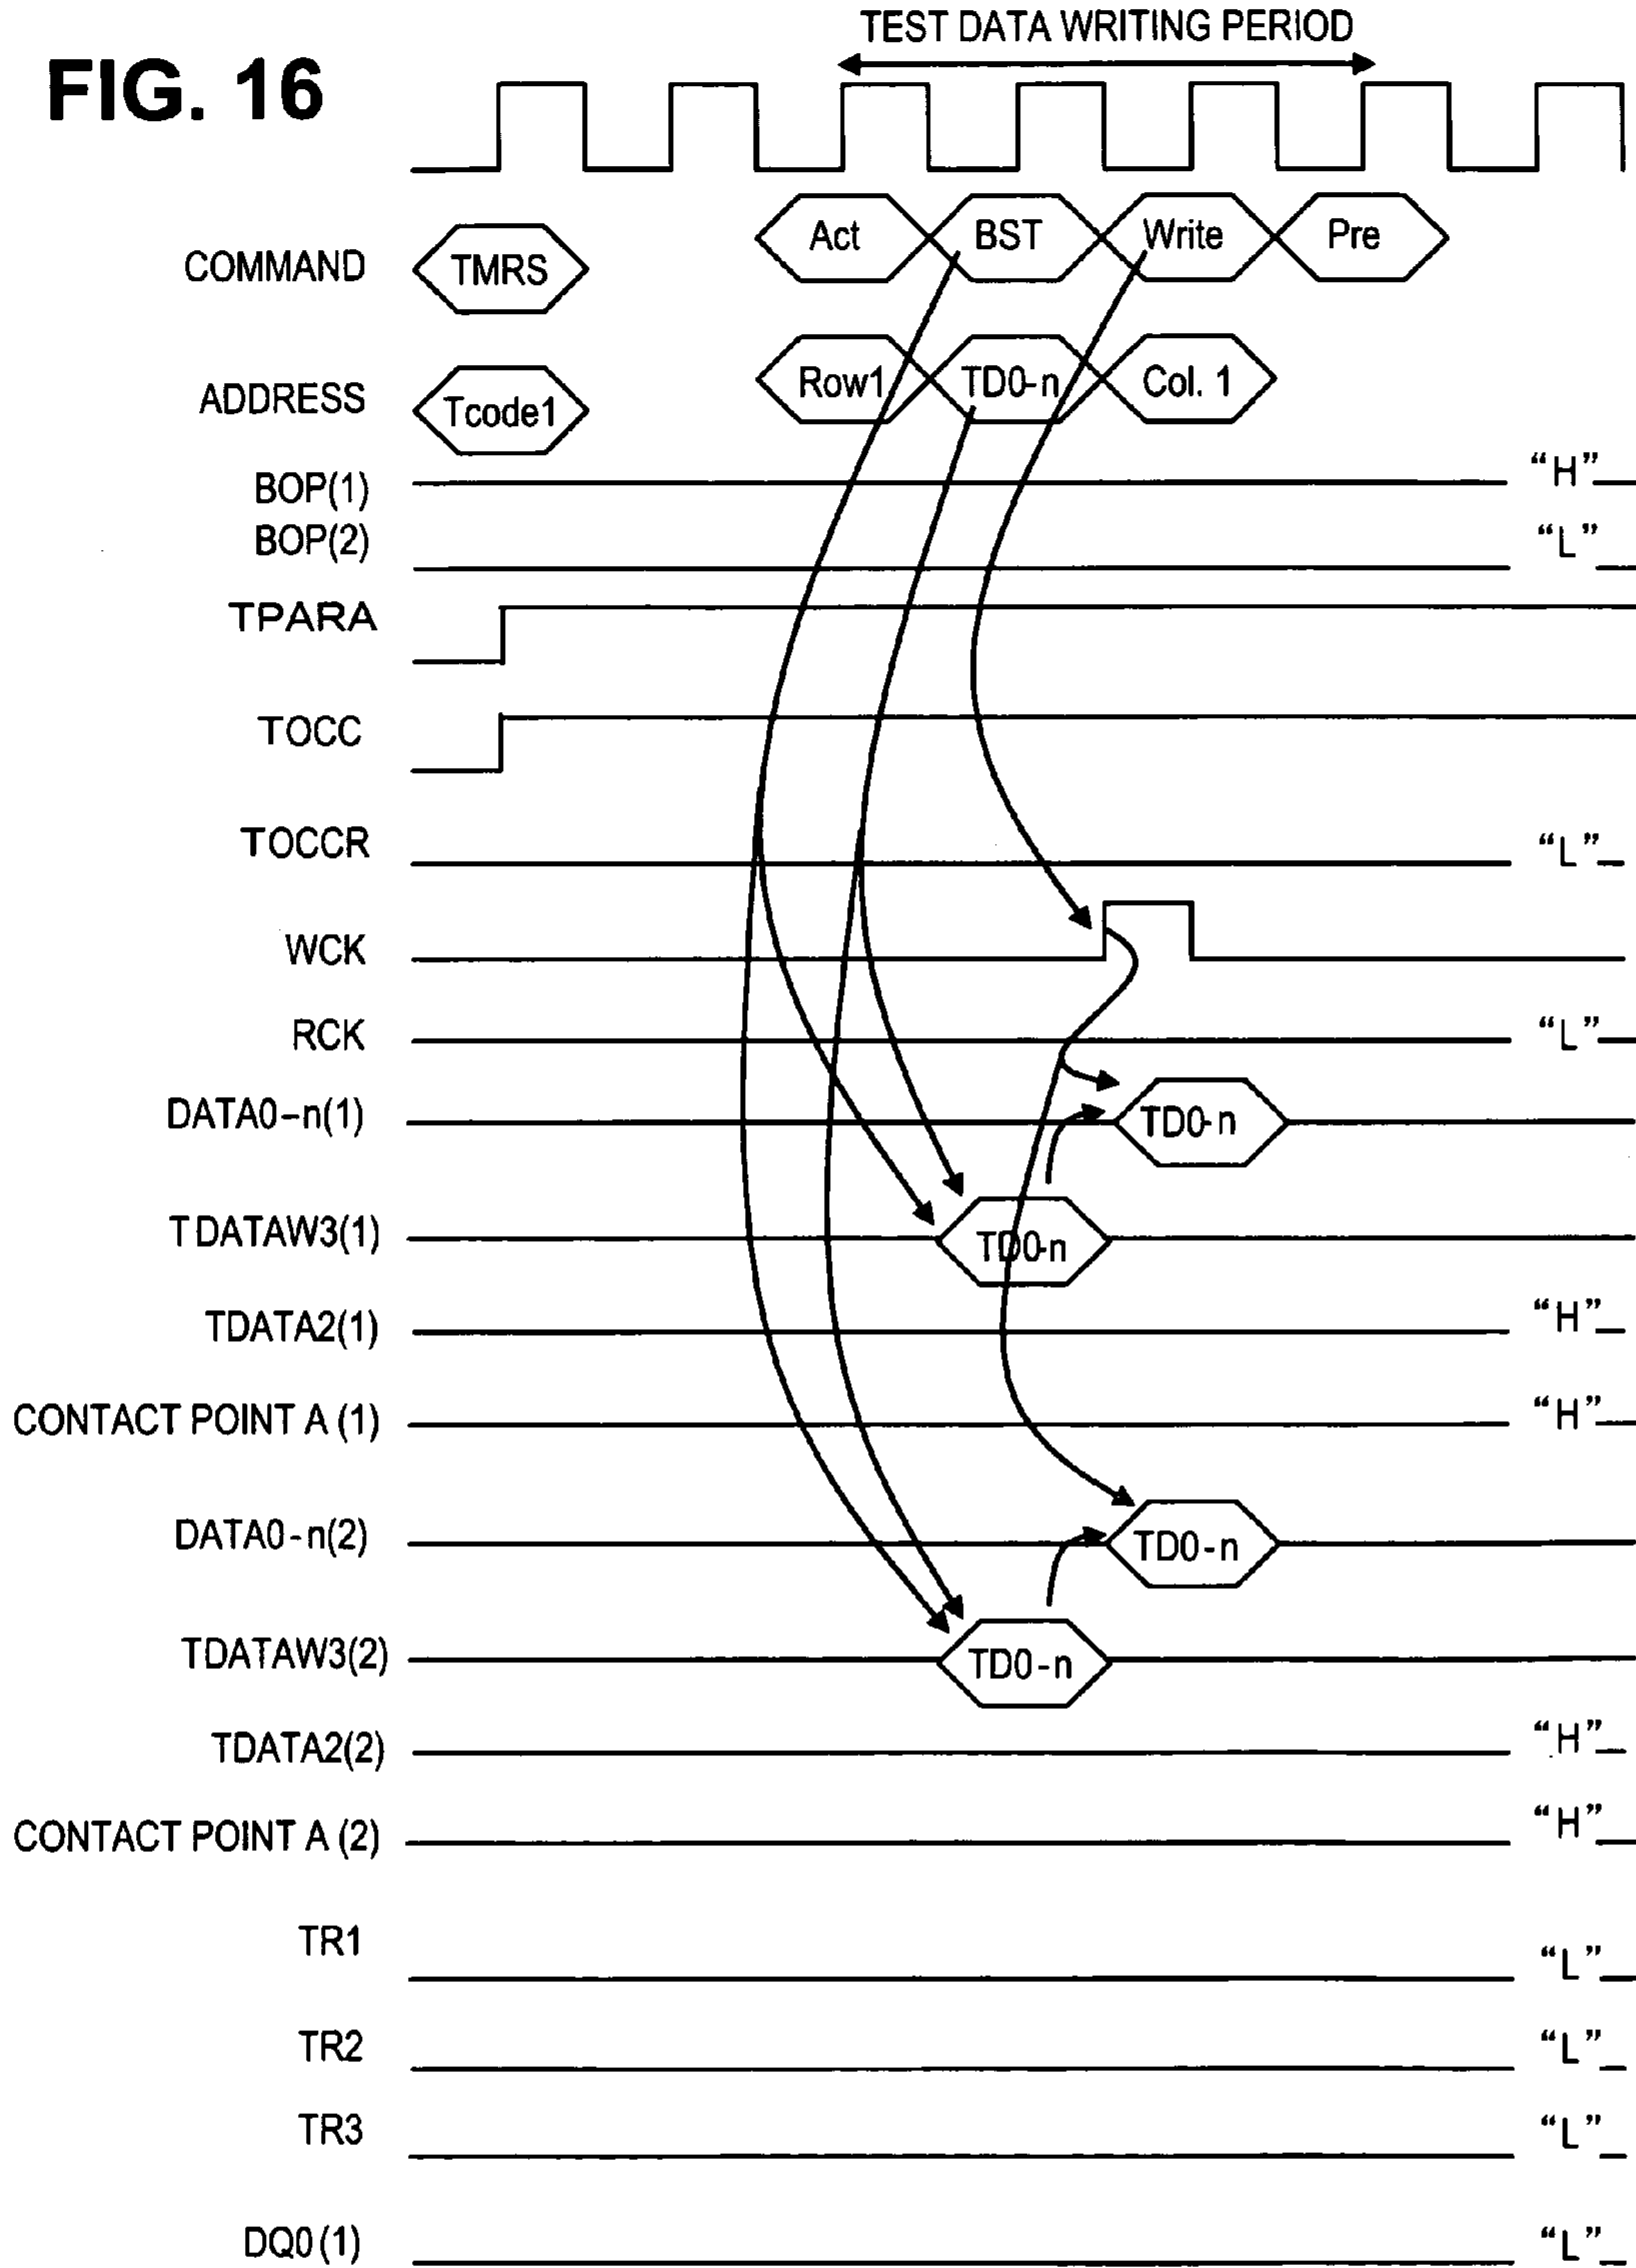 TEST DATA WRITING PERIOD
FIG. 16
COMMAND TMRS Act BST Write Pre
ADDRESS Tcode1 Row1 TD0-n Col. 1
BOP(1) “H”
BOP(2) “L”
TPARA
TOCC
TOCCR “L”
WCK
RCK “L”
DATA0-n(1) TD0-n
TDATAW3(1) TD0-n
TDATA2(1) “H”
CONTACT POINT A (1) “H”
DATA0-n(2) TD0-n
TDATAW3(2) TD0-n
TDATA2(2) “H”
CONTACT POINT A (2) “H”
TR1 “L”
TR2 “L”
TR3 “L”
DQ0(1) “L”